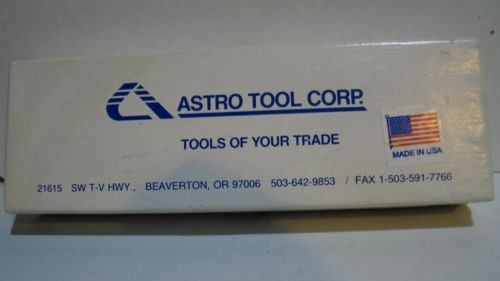 ASTRO TOOL CORP.
TOOLS OF YOUR TRADE
MADE IN USA
21615 SW T-V HWY., BEAVERTON, OR 97006 503-642-9853 / FAX 1-503-591-7766